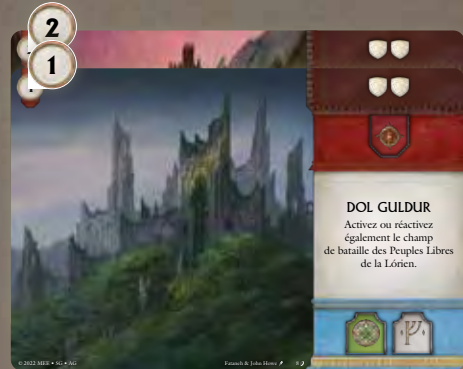 2
1
DOL GULDUR
Activez ou réactivez
également le champ
de bataille des Peuples Libres
de la Lórien.
© 2022 MEE • SG • AG
Fataneh & John Howe